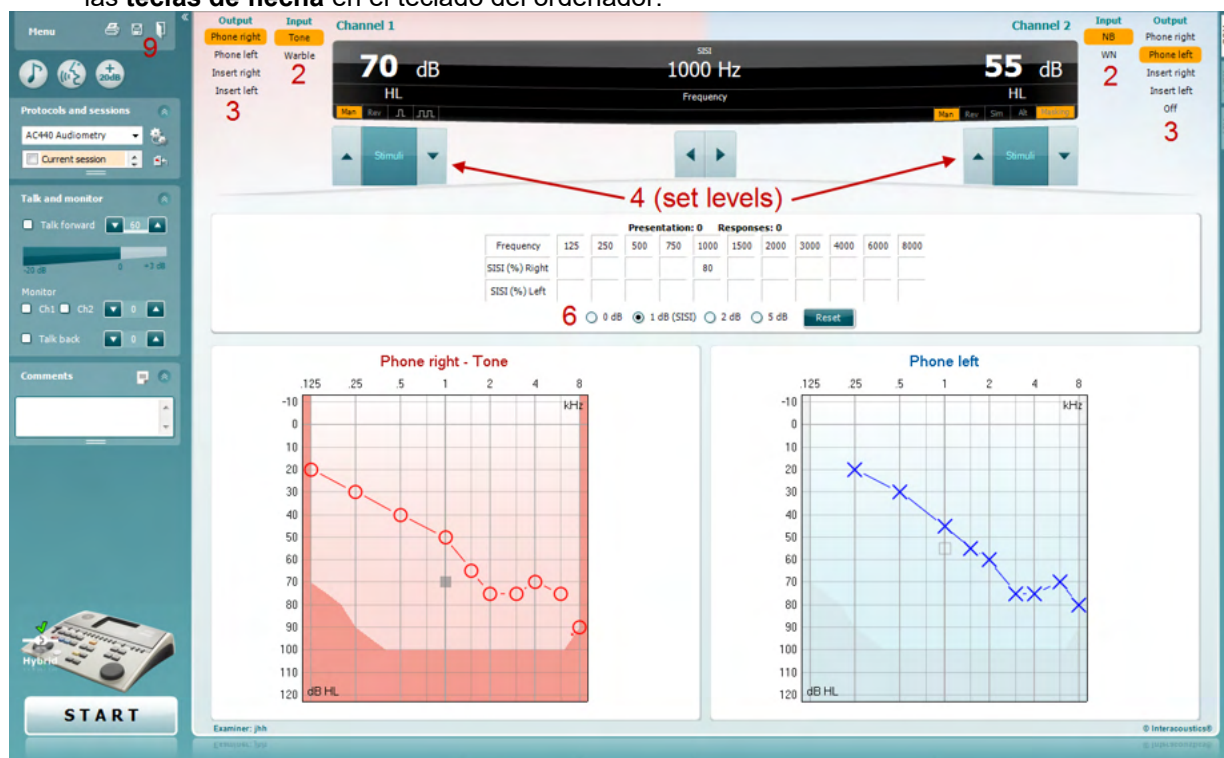 las teclas de flecha en el teclado del ordenador.
Menu
9
20dB
Protocols and sessions
AC440 Audiometry
Current session
Talk and monitor
Talk forward 60
-20 dB 0 +3 dB
Monitor
Ch1 Ch2 0
Talk back 0
Comments
Hybrid
START
Output Input Channel 1
Phone right Tone
Phone left Warble
Insert right
Insert left
2
3
70 dB
HL
Man Rev
SISI
1000 Hz
Frequency
55 dB
HL
Man Rev Sim Alt Masking
Channel 2 Input Output
NB Phone right
WN Phone left
Insert right
Insert left
Off
2
3
Stimuli
Stimuli
4 (set levels)
Presentation: 0 Responses: 0
Frequency 125 250 500 750 1000 1500 2000 3000 4000 6000 8000
SISI (%) Right 80
SISI (%) Left
6 0 dB 1 dB (SISI) 2 dB 5 dB Reset
Phone right - Tone
.125 .25 .5 1 2 4 8
kHz
-10
0
10
20
30
40
50
60
70
80
90
100
110
120
dB HL
Phone left
.125 .25 .5 1 2 4 8
kHz
-10
0
10
20
30
40
50
60
70
80
90
100
110
120
dB HL
Examiner: jhh
© Interacoustics®